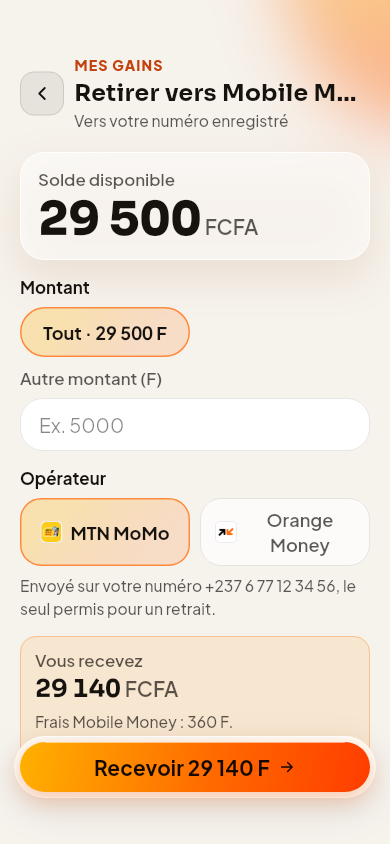 MES GAINS
Retirer vers Mobile M...
Vers votre numéro enregistré
Solde disponible
29 500 FCFA
Montant
Tout · 29 500 F
Autre montant (F)
Ex. 5000
Opérateur
MTN MoMo
Orange
Money
Envoyé sur votre numéro +237 6 77 12 34 56, le
seul permis pour un retrait.
Vous recevez
29 140 FCFA
Frais Mobile Money : 360 F.
Recevoir 29 140 F →